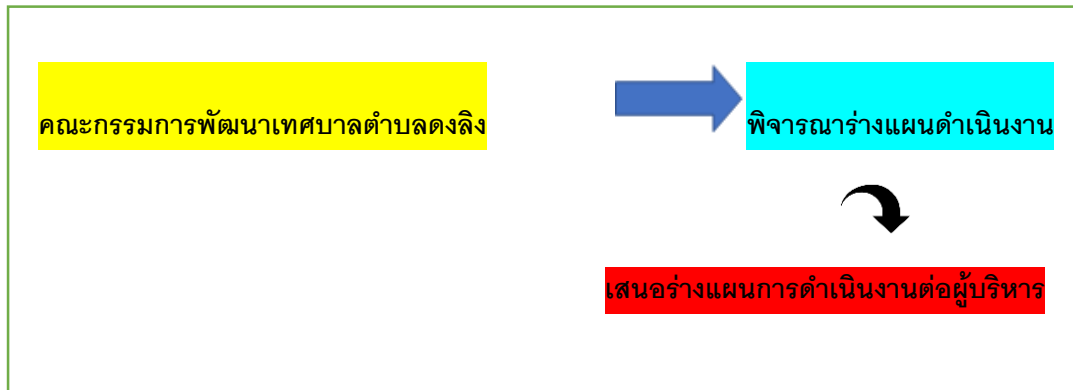 คณะกรรมการพัฒนาเทศบาลตำบลดงลิง
พิจารณาร่างแผนดำเนินงาน
เสนอร่างแผนการดำเนินงานต่อผู้บริหาร